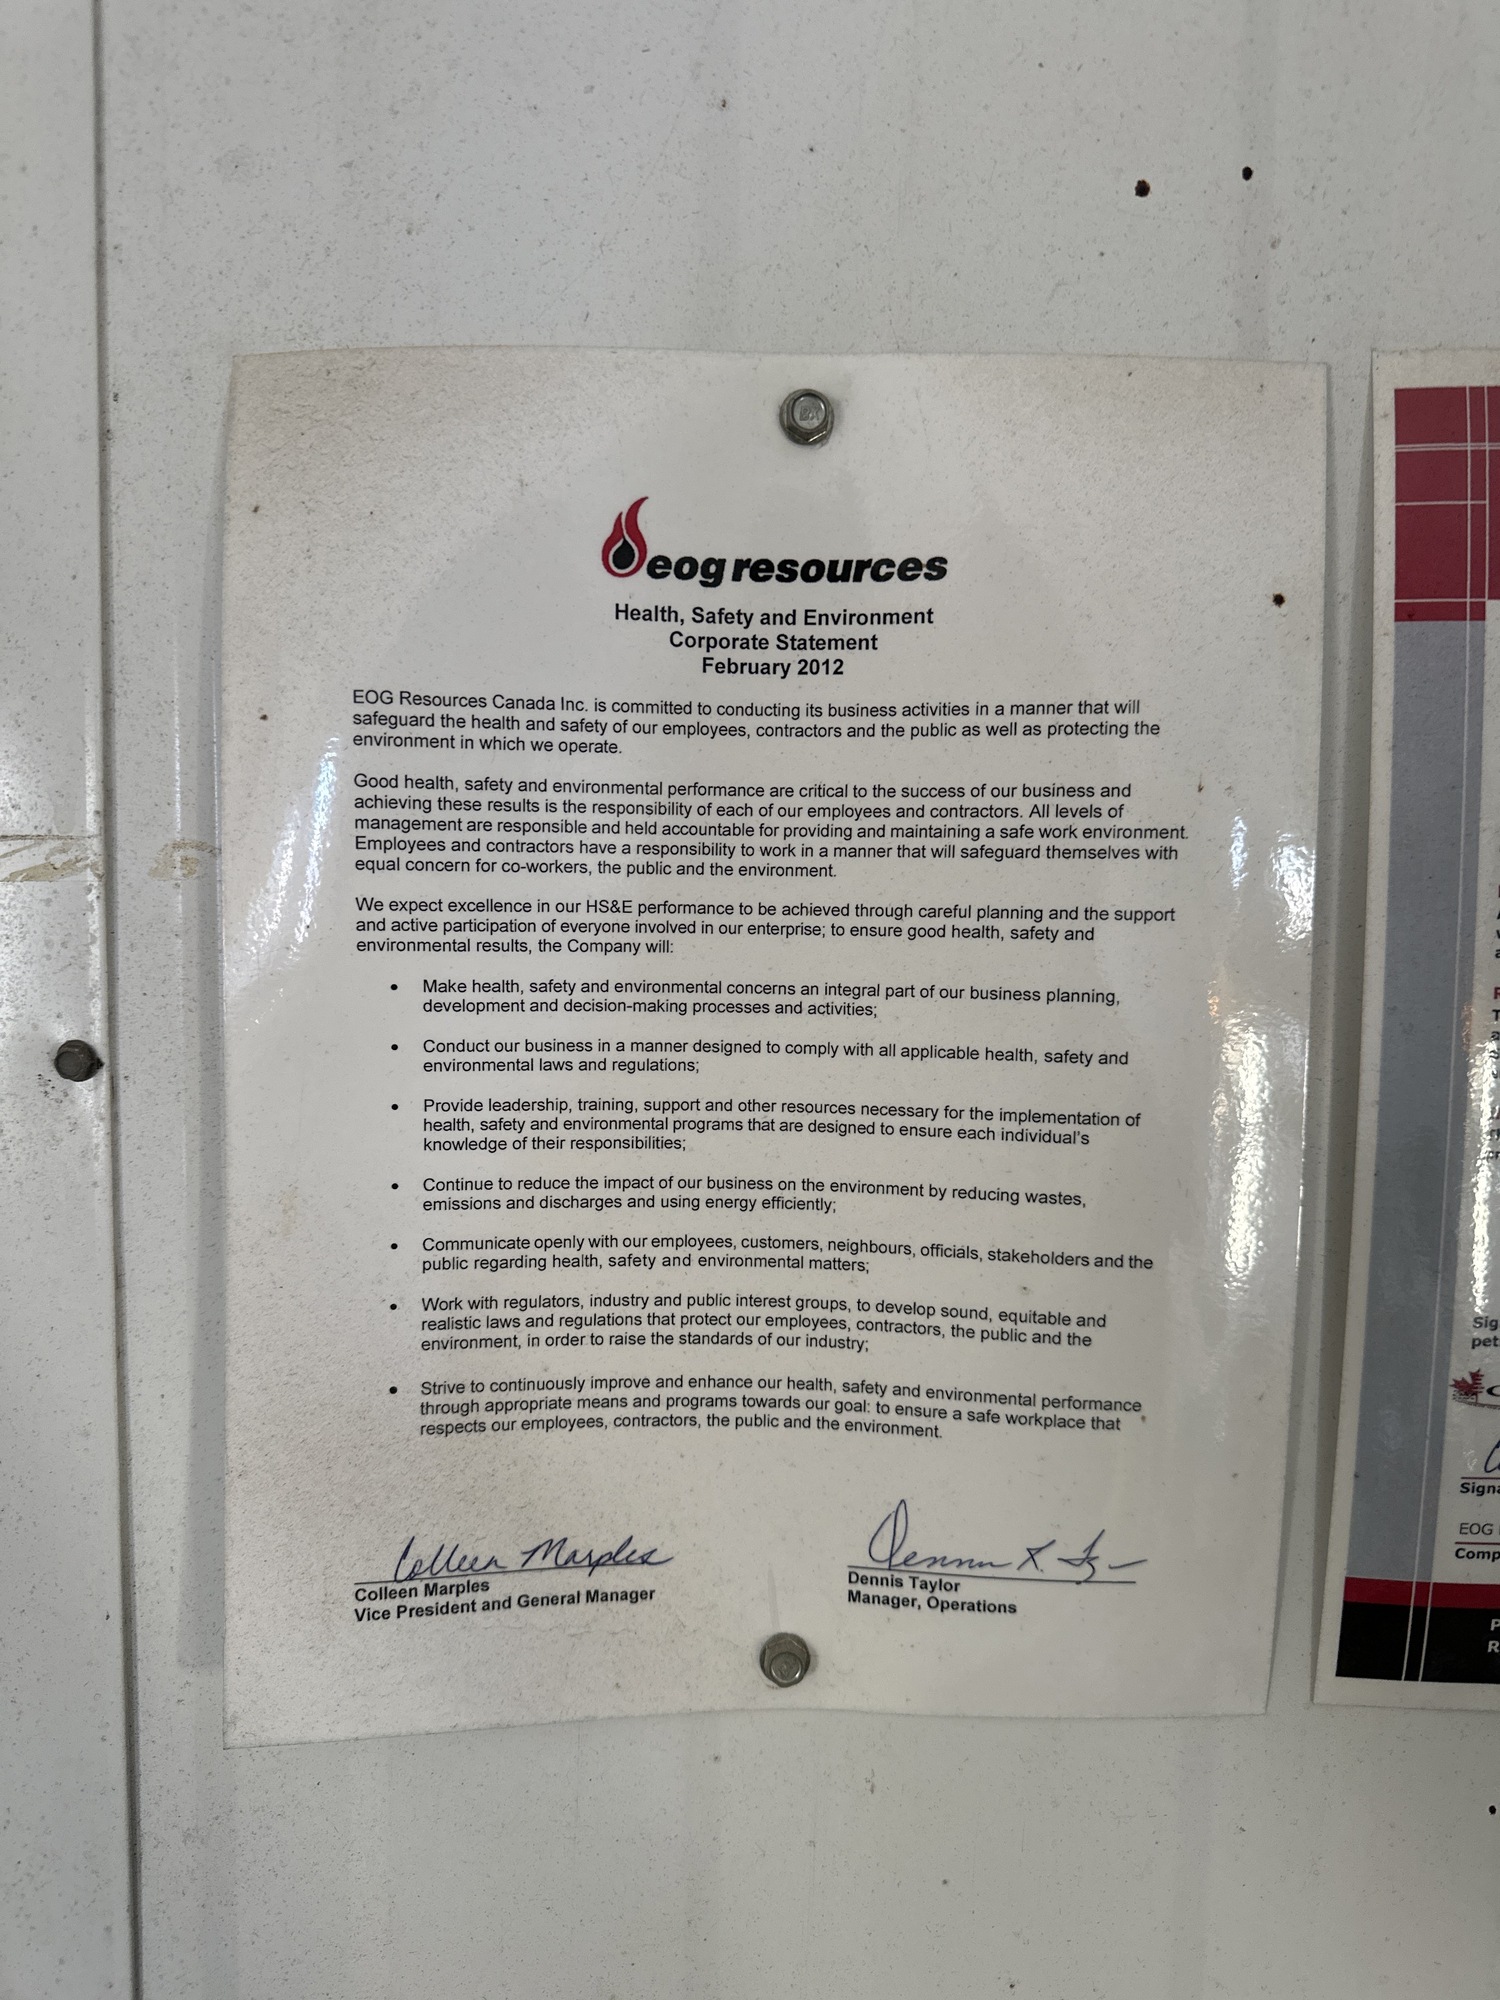 eog resources
Health, Safety and Environment
Corporate Statement
February 2012
EOG Resources Canada Inc. is committed to conducting its business activities in a manner that will
safeguard the health and safety of our employees, contractors and the public as well as protecting the
environment in which we operate.
Good health, safety and environmental performance are critical to the success of our business and
achieving these results is the responsibility of each of our employees and contractors. All levels of
management are responsible and held accountable for providing and maintaining a safe work environment.
Employees and contractors have a responsibility to work in a manner that will safeguard themselves with
equal concern for co-workers, the public and the environment.
We expect excellence in our HS&E performance to be achieved through careful planning and the support
and active participation of everyone involved in our enterprise; to ensure good health, safety and
environmental results, the Company will:
• Make health, safety and environmental concerns an integral part of our business planning,
development and decision-making processes and activities;
• Conduct our business in a manner designed to comply with all applicable health, safety and
environmental laws and regulations;
• Provide leadership, training, support and other resources necessary for the implementation of
health, safety and environmental programs that are designed to ensure each individual's
knowledge of their responsibilities;
• Continue to reduce the impact of our business on the environment by reducing wastes,
emissions and discharges and using energy efficiently;
• Communicate openly with our employees, customers, neighbours, officials, stakeholders and the
public regarding health, safety and environmental matters;
• Work with regulators, industry and public interest groups, to develop sound, equitable and
realistic laws and regulations that protect our employees, contractors, the public and the
environment, in order to raise the standards of our industry;
• Strive to continuously improve and enhance our health, safety and environmental performance
through appropriate means and programs towards our goal: to ensure a safe workplace that
respects our employees, contractors, the public and the environment.
Colleen Marples
Colleen Marples
Vice President and General Manager
Dennis Taylor
Manager, Operations
Sig
pet
Signa
EOG
Comp
P
R